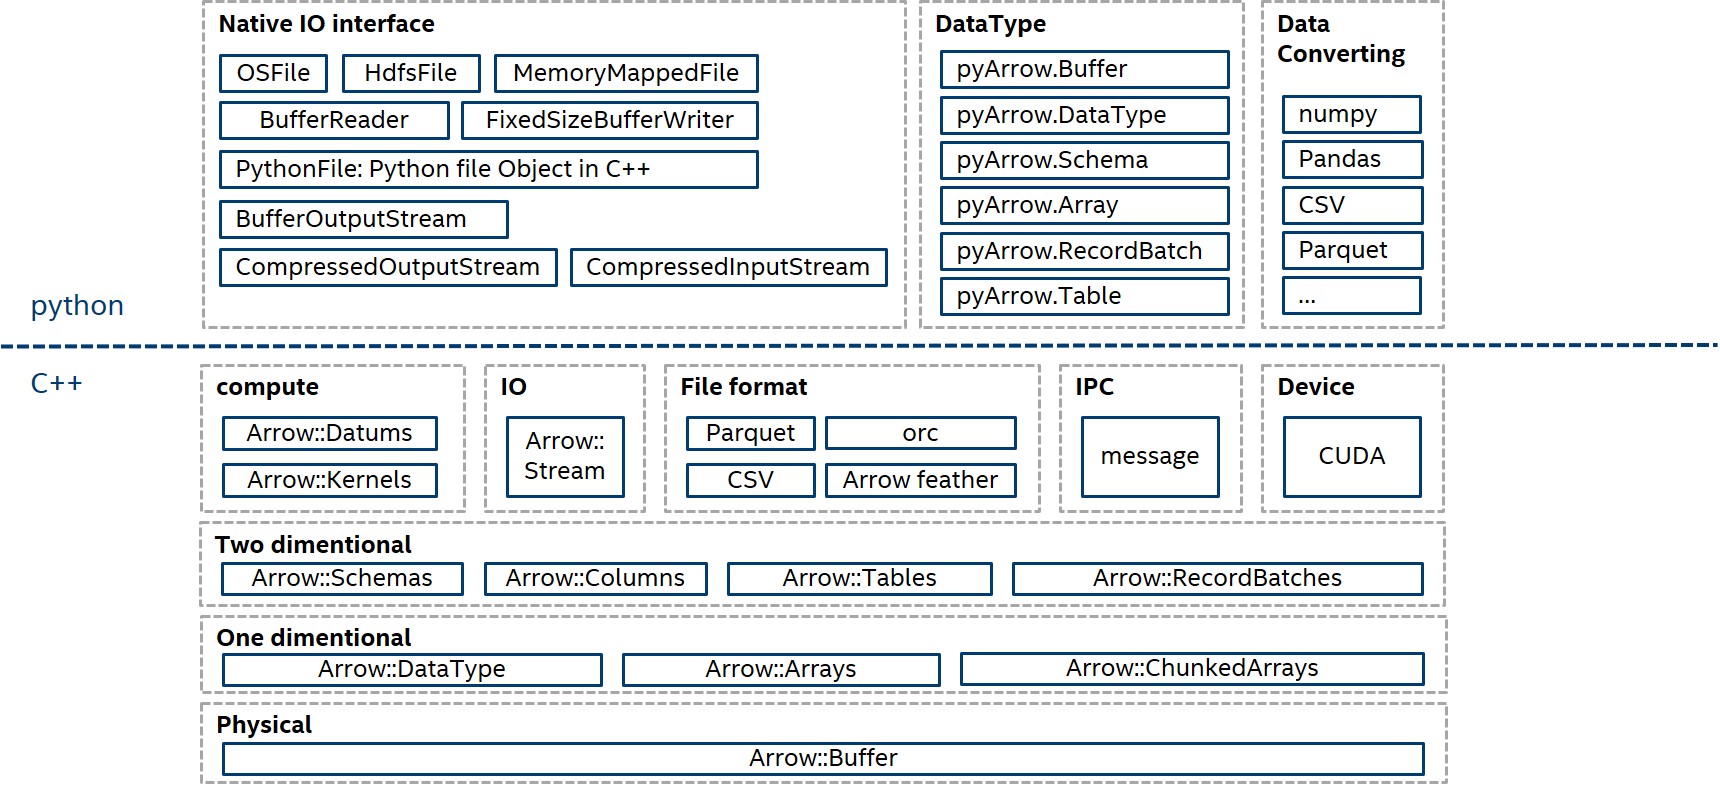 Native IO interface
OSFile
HdfsFile
MemoryMappedFile
BufferReader
FixedSizeBufferWriter
PythonFile: Python file Object in C++
BufferOutputStream
CompressedOutputStream
CompressedInputStream
DataType
pyArrow.Buffer
pyArrow.DataType
pyArrow.Schema
pyArrow.Array
pyArrow.RecordBatch
pyArrow.Table
Data
Converting
numpy
Pandas
CSV
Parquet
...
python
C++
compute
Arrow::Datums
Arrow::Kernels
IO
Arrow::
Stream
File format
Parquet
orc
CSV
Arrow feather
IPC
message
Device
CUDA
Two dimentional
Arrow::Schemas
Arrow::Columns
Arrow::Tables
Arrow::RecordBatches
One dimentional
Arrow::DataType
Arrow::Arrays
Arrow::ChunkedArrays
Physical
Arrow::Buffer